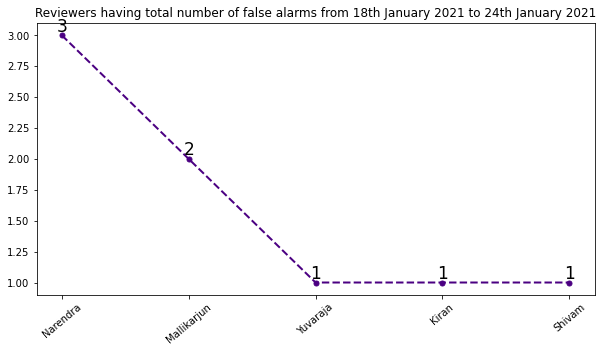 Reviewers having total number of false alarms from 18th January 2021 to 24th January 2021
3.00
2.75
2.50
2.25
2.00
1.75
1.50
1.25
1.00
3
2
1
1
1
Narendra
Mallikarjun
Yuvaraja
Kiran
Shivam